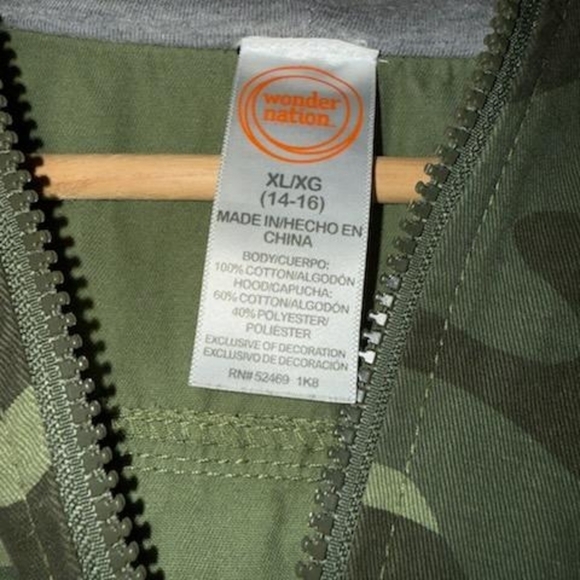 wonder
nation
XL/XG
(14-16)
MADE IN/HECHO EN
CHINA
BODY/CUERPO:
100% COTTON/ALGODÓN
HOOD/CAPUCHA:
60% COTTON/ALGODÓN
40% POLYESTER/
POLIÉSTER
EXCLUSIVE OF DECORATION
EXCLUSIVO DE DECORACIÓN
RN# 52469 1K8